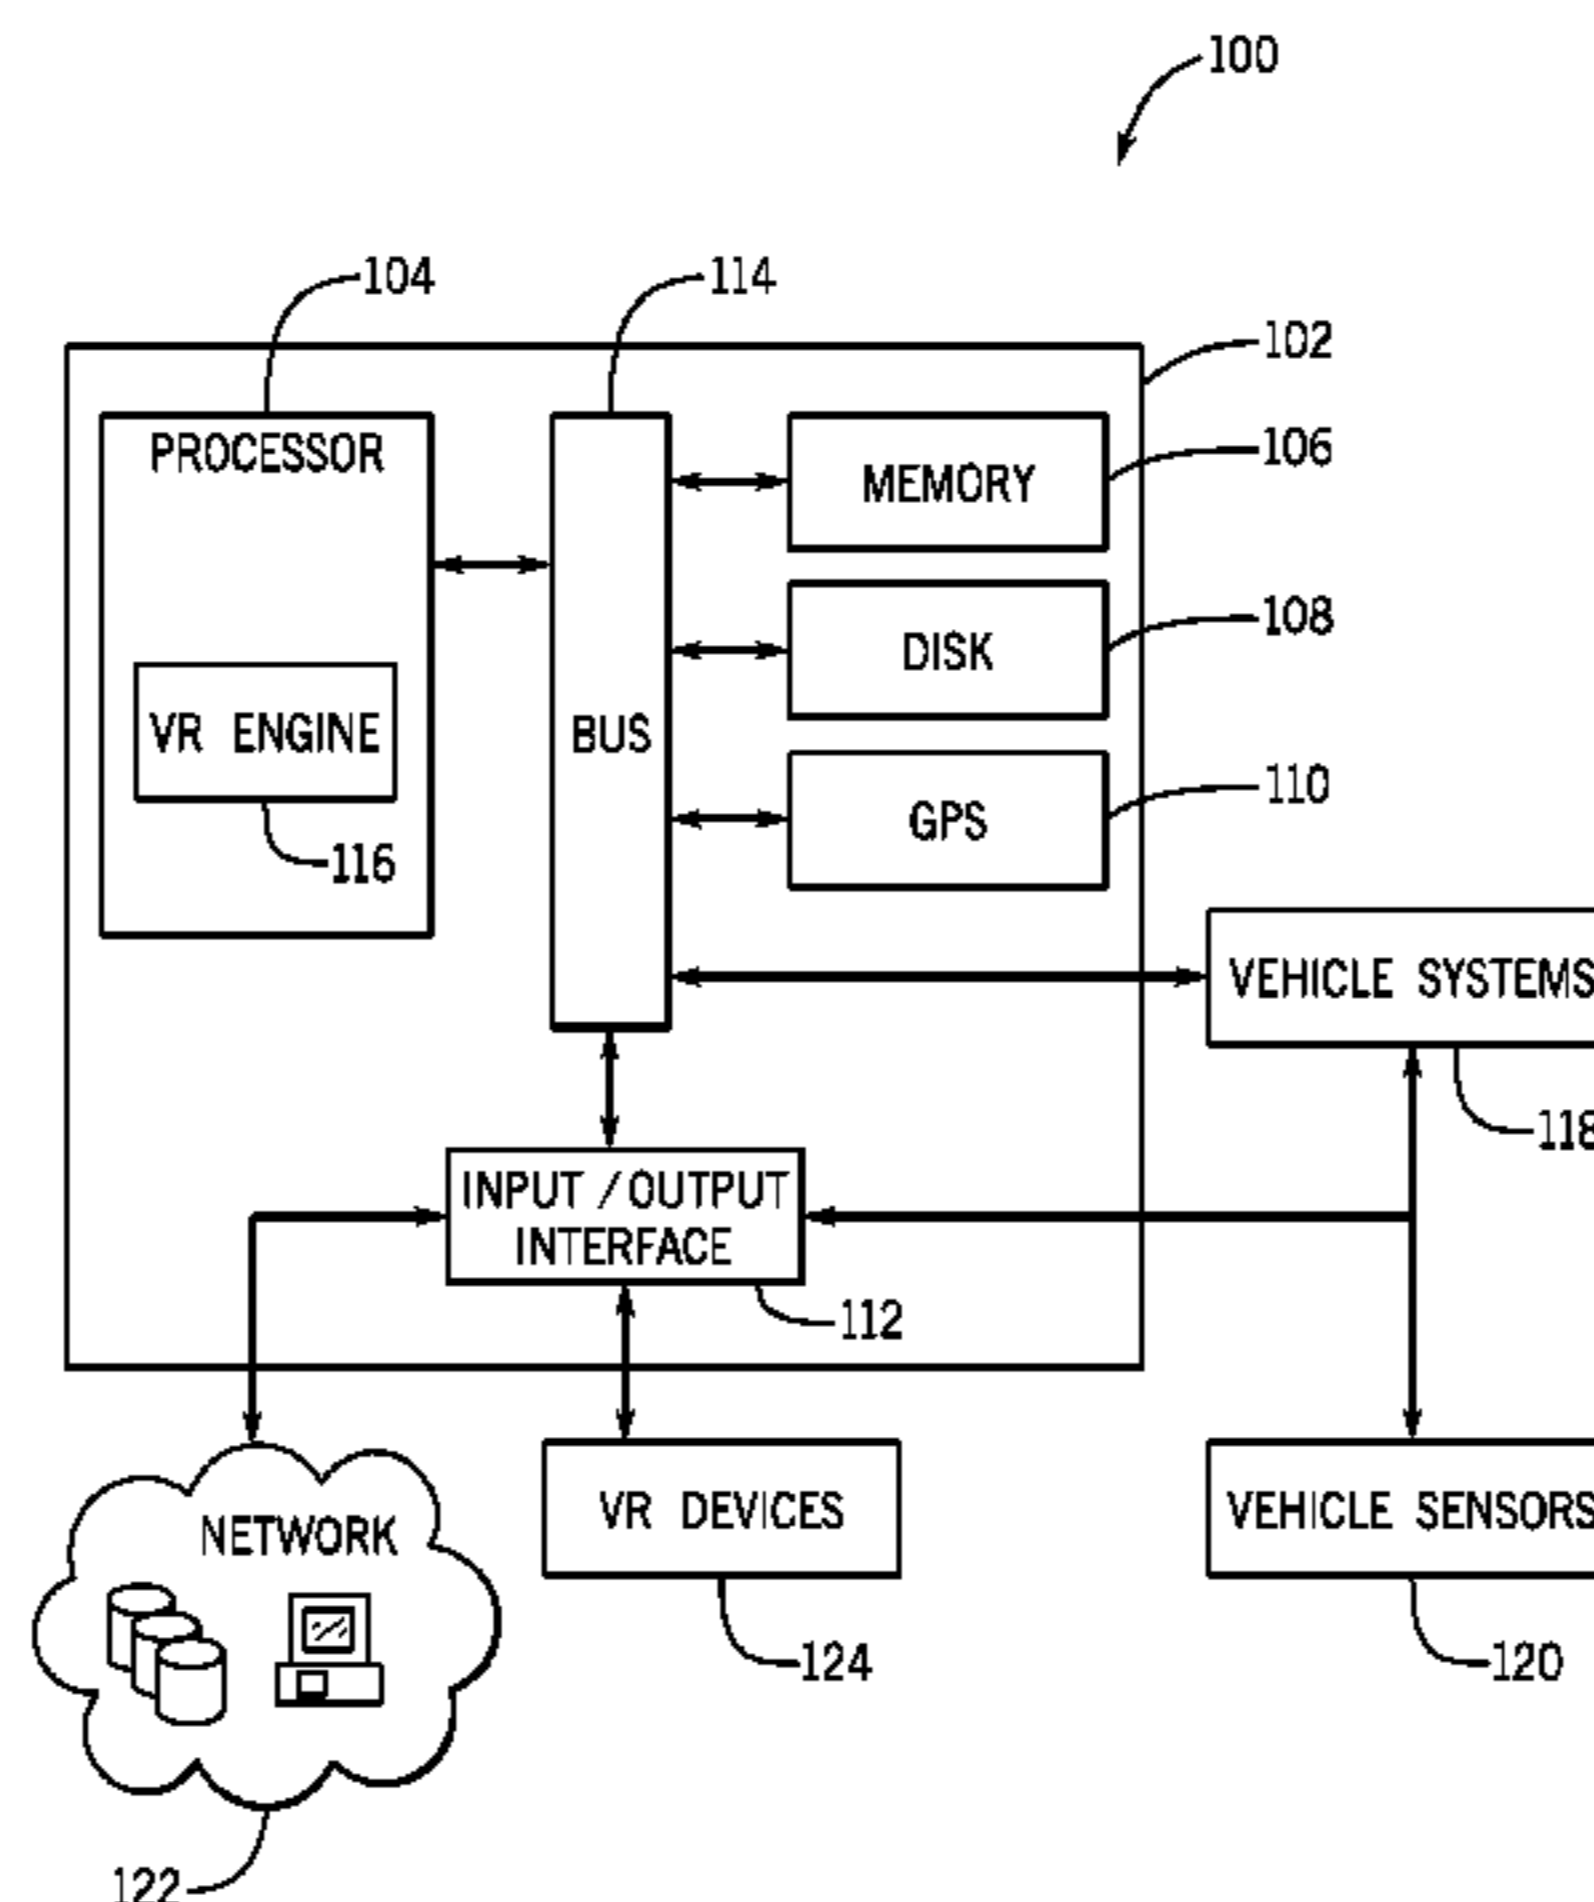 100
104
114
102
PROCESSOR
MEMORY
106
DISK
108
VR ENGINE
BUS
GPS
110
116
VEHICLE SYSTEMS
118
INPUT / OUTPUT
INTERFACE
112
NETWORK
VR DEVICES
VEHICLE SENSORS
124
120
122